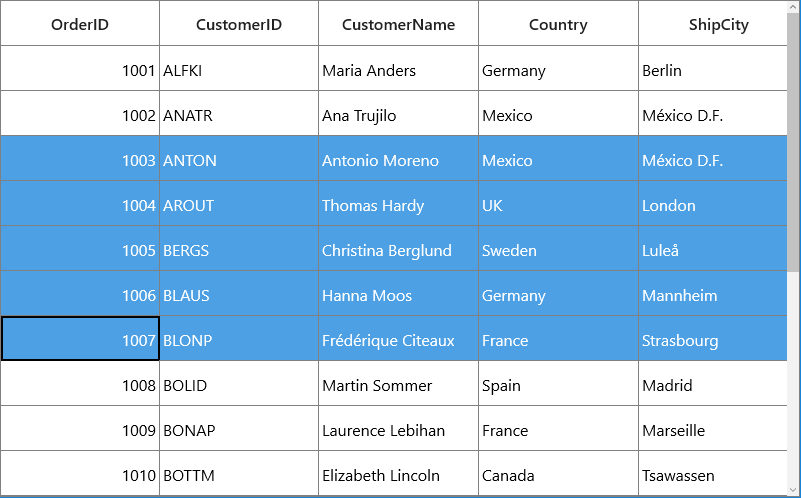 OrderID CustomerID CustomerName Country ShipCity
1001 ALFKI Maria Anders Germany Berlin
1002 ANATR Ana Trujilo Mexico México D.F.
1003 ANTON Antonio Moreno Mexico México D.F.
1004 AROUT Thomas Hardy UK London
1005 BERGS Christina Berglund Sweden Luleå
1006 BLAUS Hanna Moos Germany Mannheim
1007 BLONP Frédérique Citeaux France Strasbourg
1008 BOLID Martin Sommer Spain Madrid
1009 BONAP Laurence Lebihan France Marseille
1010 BOTTM Elizabeth Lincoln Canada Tsawassen